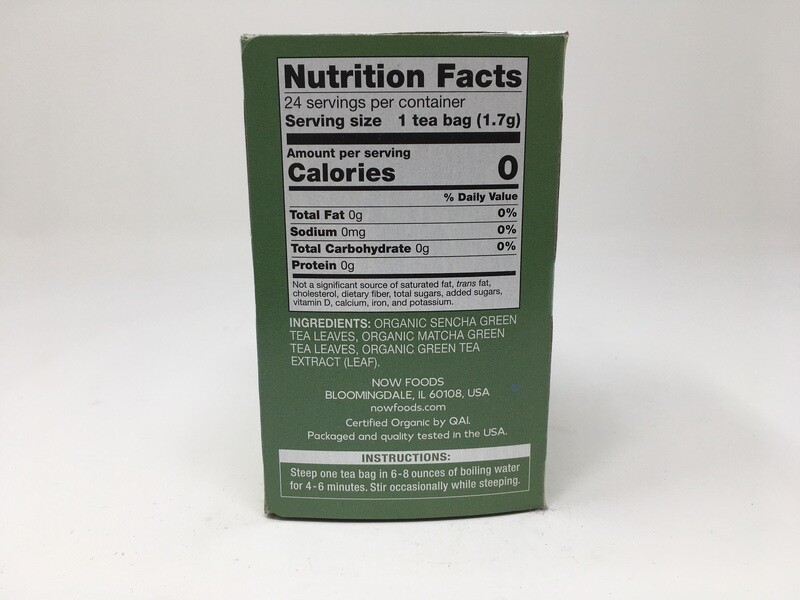 Nutrition Facts
24 servings per container
Serving size 1 tea bag (1.7g)
Amount per serving
Calories 0
% Daily Value
Total Fat 0g 0%
Sodium 0mg 0%
Total Carbohydrate 0g 0%
Protein 0g
Not a significant source of saturated fat, trans fat,
cholesterol, dietary fiber, total sugars, added sugars,
vitamin D, calcium, iron, and potassium.
INGREDIENTS: ORGANIC SENCHA GREEN
TEA LEAVES, ORGANIC MATCHA GREEN
TEA LEAVES, ORGANIC GREEN TEA
EXTRACT (LEAF).
NOW FOODS
BLOOMINGDALE, IL 60108, USA
nowfoods.com
Certified Organic by QAI.
Packaged and quality tested in the USA.
INSTRUCTIONS:
Steep one tea bag in 6-8 ounces of boiling water
for 4-6 minutes. Stir occasionally while steeping.